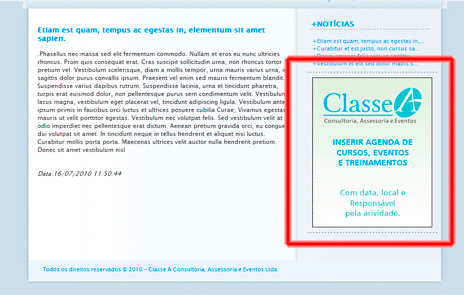 Etiam est quam, tempus ac egestas in, elementum sit amet
sapien.
.Phasellus nec massa sed elit fermentum commodo. Nullam et eros eu nunc ultricies
rhoncus. Proin quis consequat erat. Cras suscipit sollicitudin urna, non rhoncus tortor
pretium vel. Vestibulum scelerisque, diam a mollis tempor, urna mauris varius urna,
sagittis dolor purus convallis ipsum. Praesent vel enim sed mauris fermentum blandit.
Suspendisse varius dapibus rutrum. Suspendisse lacinia, urna et tincidunt pharetra,
turpis erat euismod dolor, non pellentesque purus sem condimentum velit. Vestibulum
lacus magna, vestibulum eget placerat vel, tincidunt adipiscing ligula. Vestibulum ante
ipsum primis in faucibus orci luctus et ultrices posuere cubilia Curae; Vivamus egestas
mauris ut velit porttitor egestas. Vestibulum nec volutpat felis. Sed vestibulum velit at
odio imperdiet nec pellentesque erat dictum. Aenean pretium gravida orci, eu congue
dui volutpat sit amet. In tincidunt neque in tellus hendrerit et aliquet nisi luctus.
Curabitur mollis porta porta. Maecenas ultrices velit auctor nulla hendrerit pretium.
Donec sit amet vestibulum nisl
Data:16/07/2010 11:50:44
+NOTÍCIAS
+Etiam est quam, tempus ac egestas in,...
+Curabitur et est justo, non cursus sa...
+Vestibulum et elis sed dolor mattis s...
Classe A
Consultoria, Assessoria e Eventos
INSERIR AGENDA DE
CURSOS, EVENTOS
E TREINAMENTOS
Com data, local e
Responsável
pela arividade.
Todos os direitos reservados © 2010 - Classe A Consultoria, Assessoria e Eventos Ltda.